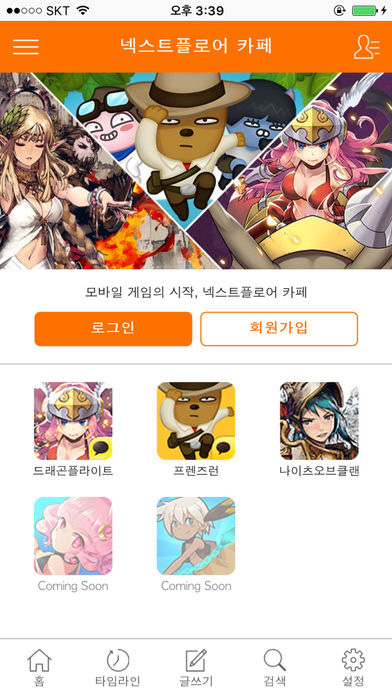 SKT 오후 3:39
넥스트플로어 카페
모바일 게임의 시작, 넥스트플로어 카페
로그인 회원가입
드래곤플라이트 프렌즈런 나이츠오브클랜
Coming Soon Coming Soon
홈 타임라인 글쓰기 검색 설정